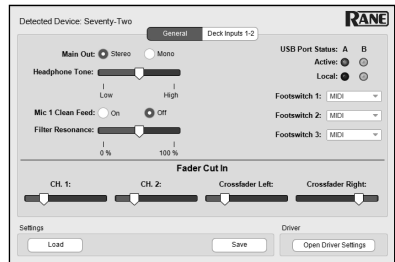 Detected Device: Seventy-Two
RANE
General
Deck Inputs 1-2
Main Out: Stereo Mono
USB Port Status: A B
Active:
Headphone Tone:
Local:
Low High
Footswitch 1: MIDI
Mic 1 Clean Feed: On Off
Footswitch 2: MIDI
Filter Resonance:
Footswitch 3: MIDI
0 % 100 %
Fader Cut In
CH. 1: CH. 2: Crossfader Left: Crossfader Right:
Settings
Driver
Load
Save
Open Driver Settings